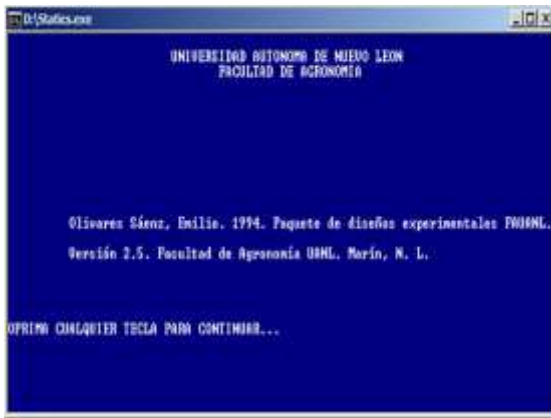 D:\Statics.exe
UNIVERSIDAD AUTONOMA DE NUEVO LEON
FACULTAD DE AGRONOMIA
Olivares Sáenz, Emilio. 1994. Paquete de diseños experimentales FAUANL.
Versión 2.5. Facultad de Agronomía UANL. Marín, N. L.
OPRIMA CUALQUIER TECLA PARA CONTINUAR...